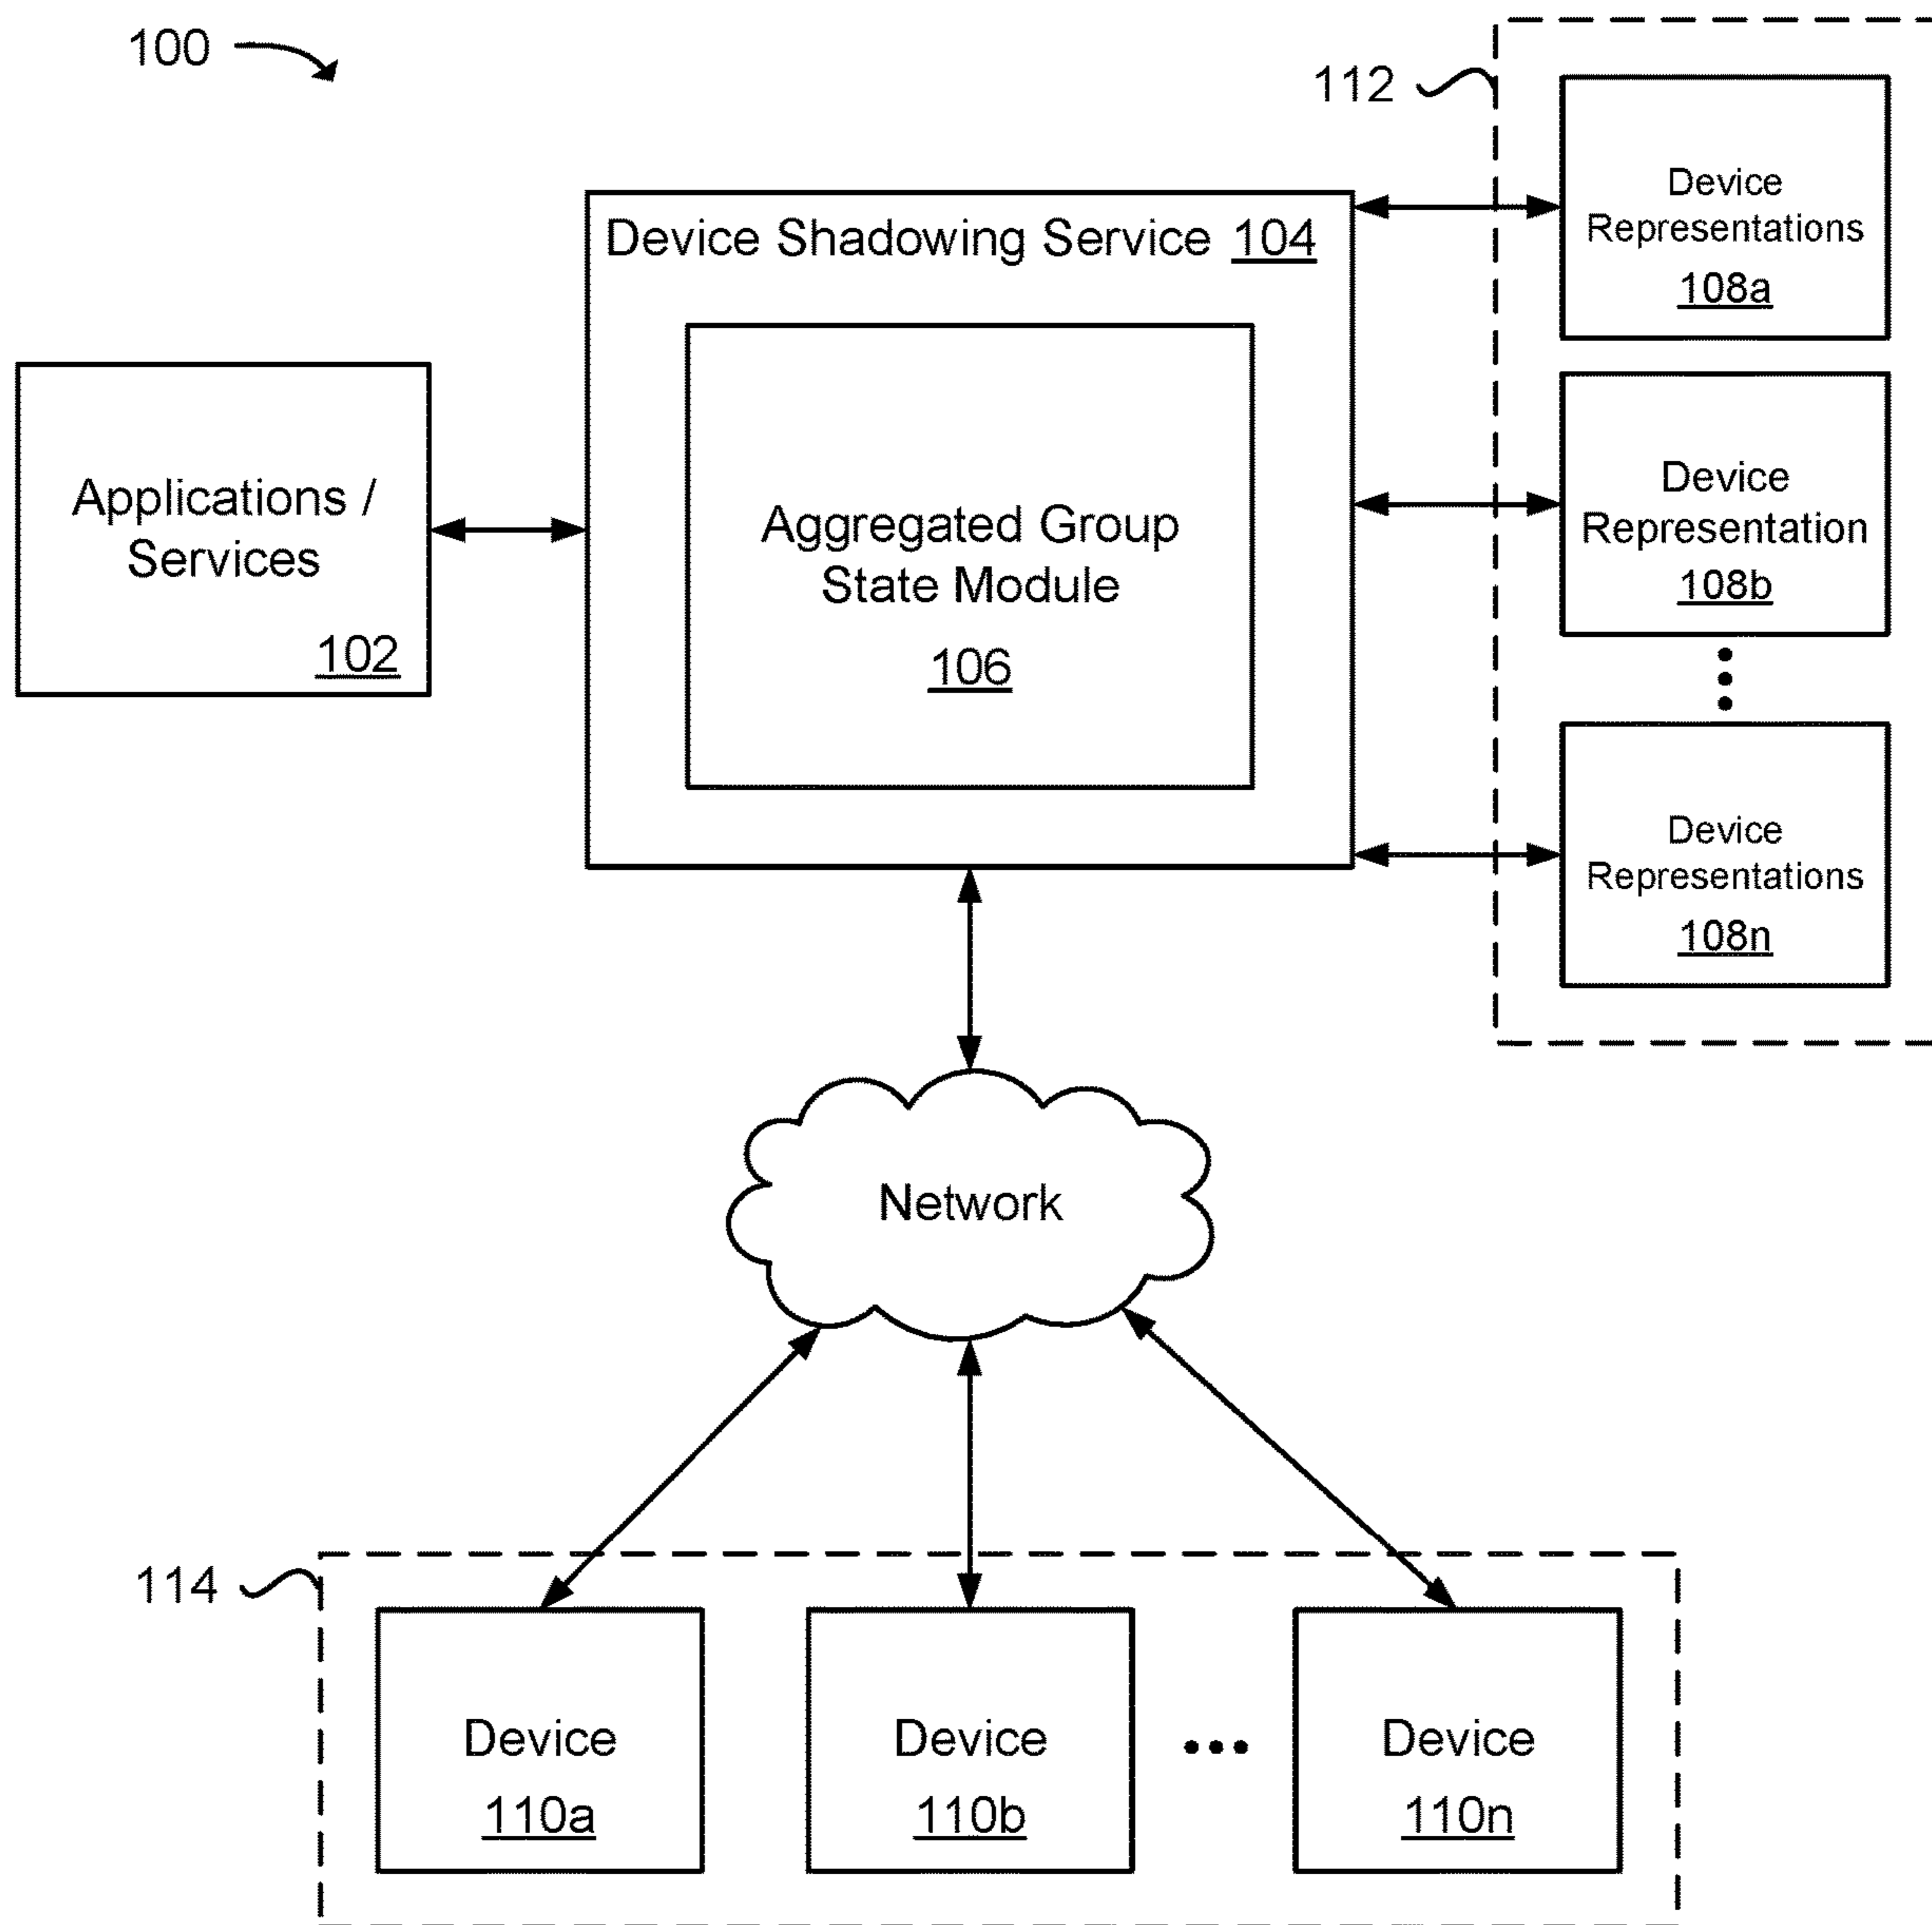 100
112
Device
Representations
108a
Device Shadowing Service 104
Applications /
Services
102
Aggregated Group
State Module
106
Device
Representation
108b
Device
Representations
108n
Network
114
Device
110a
Device
110b
Device
110n